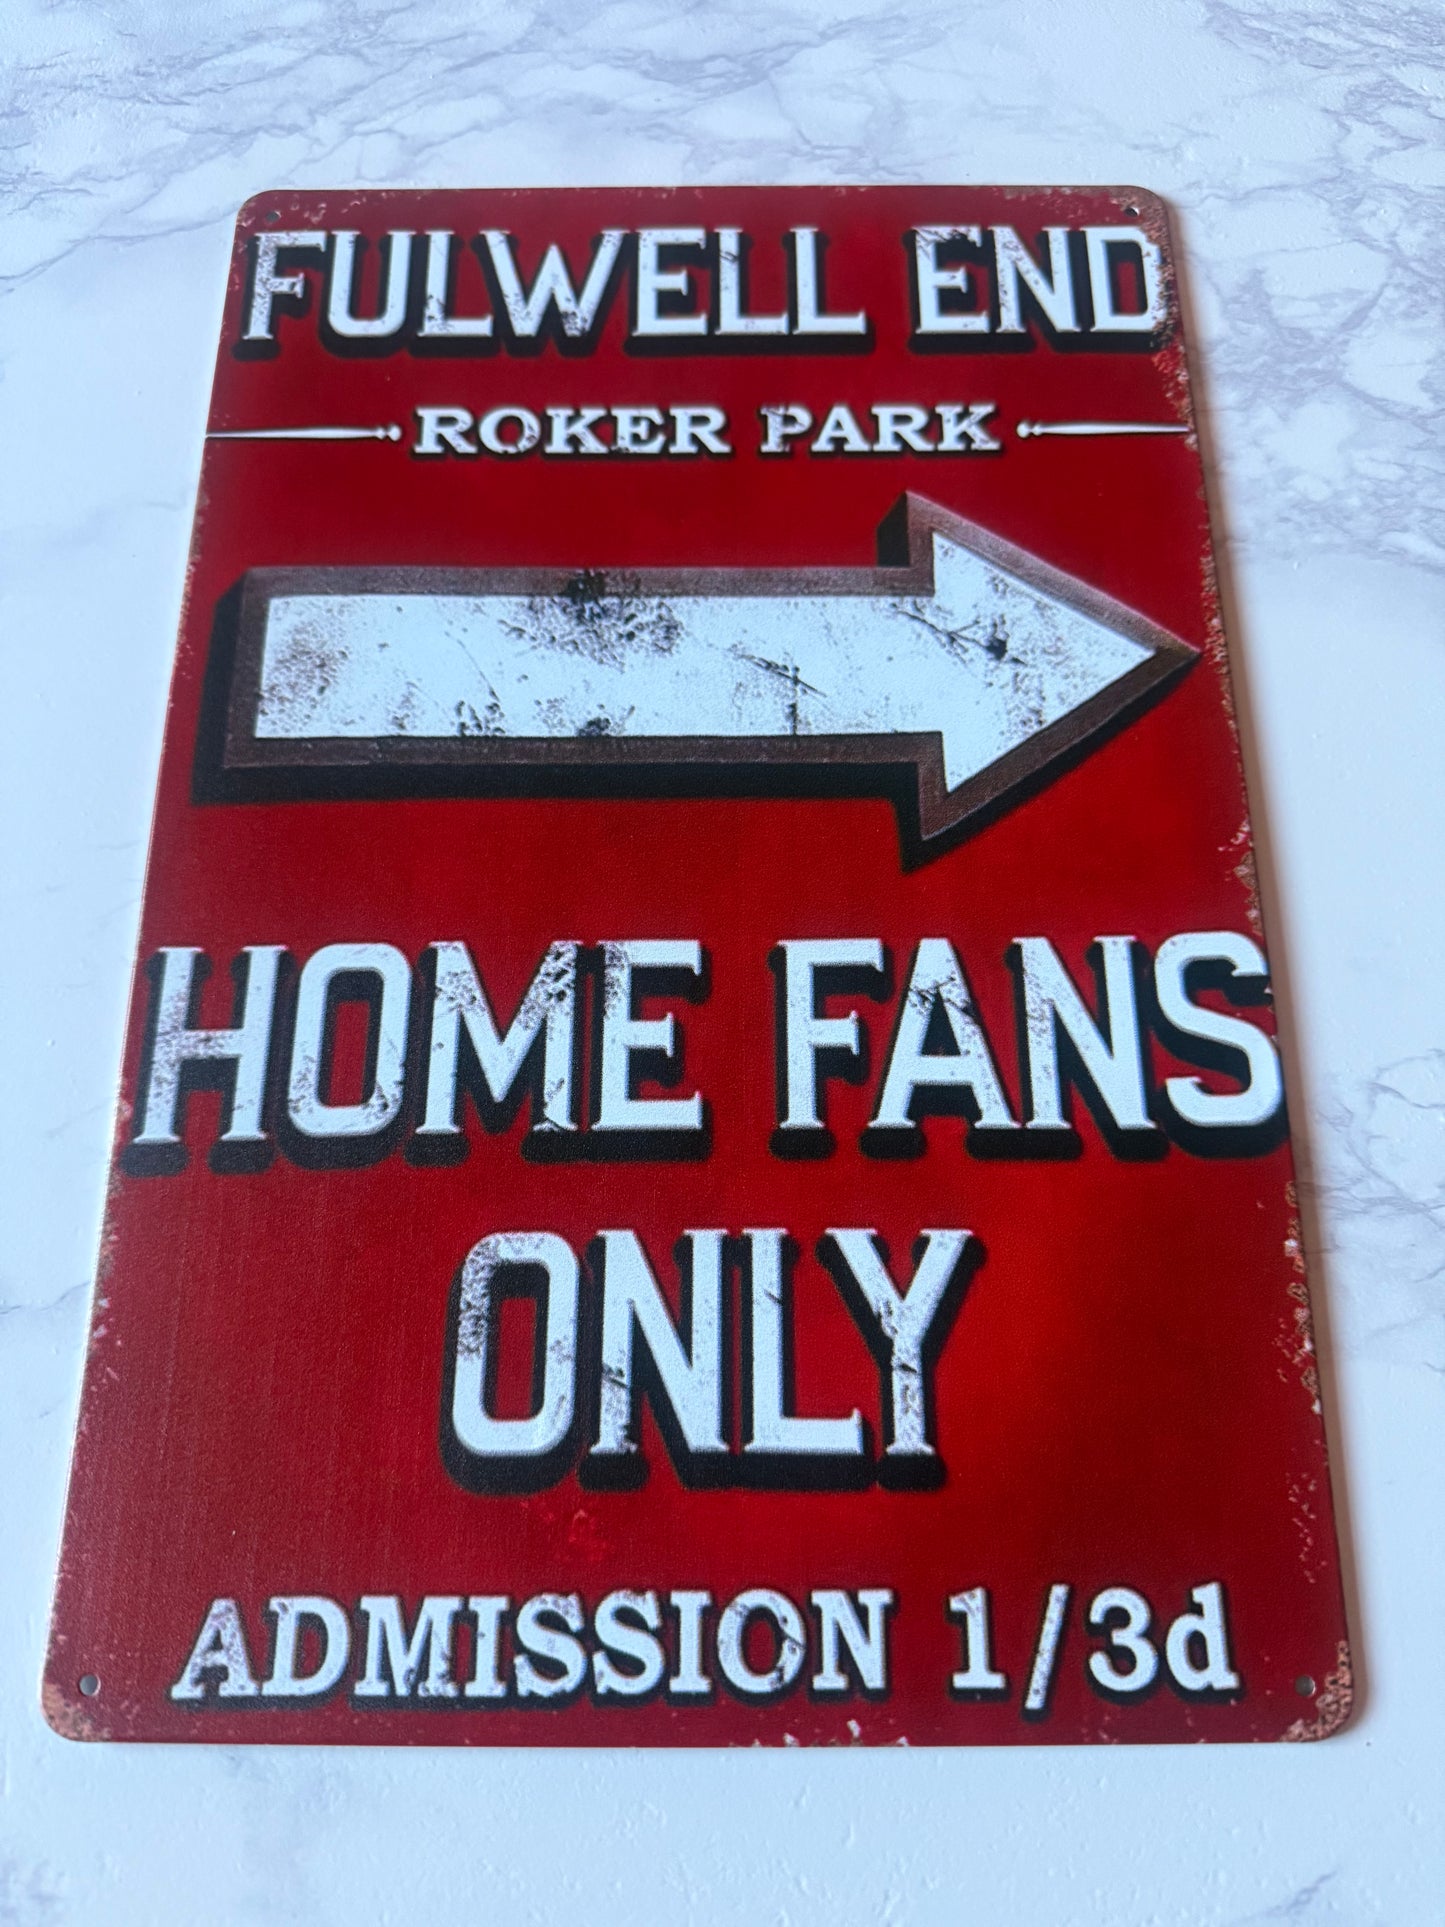 FULWELL END
ROKER PARK
HOME FANS
ONLY
ADMISSION 1/3d